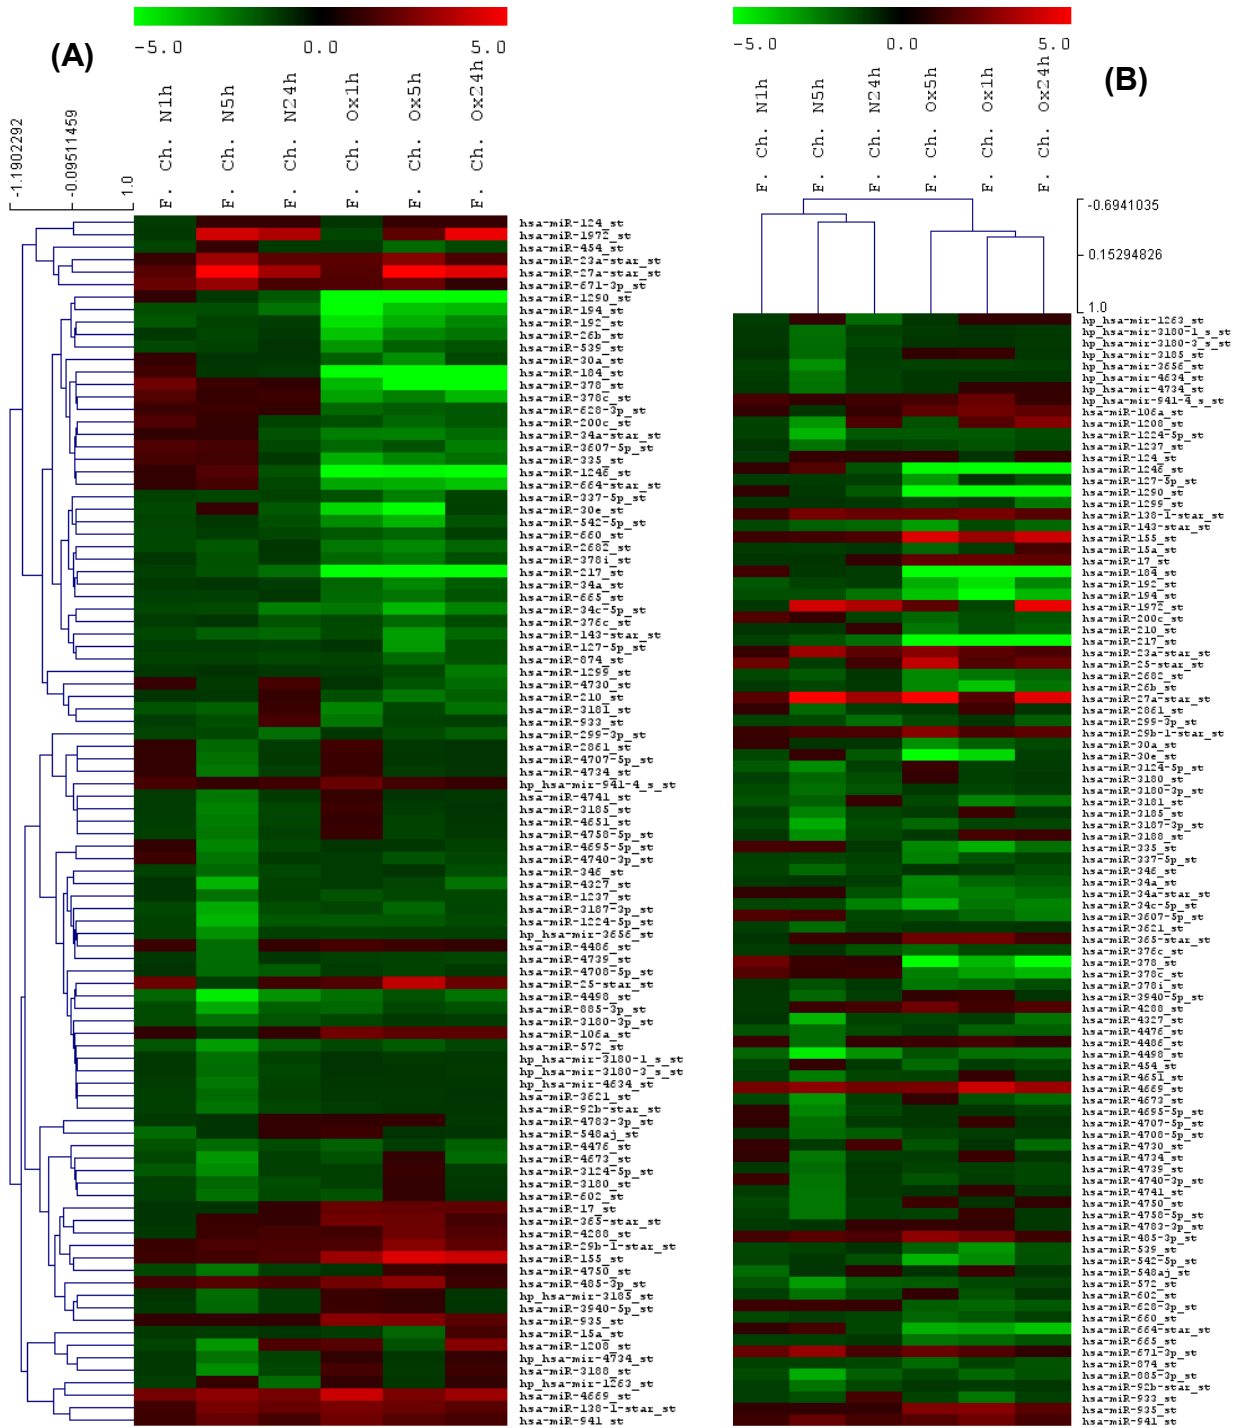 (A)
-5.0 0.0 5.0
-1.1902292
-0.09511459
1.0
F. Ch. N1h
F. Ch. N5h
F. Ch. N24h
F. Ch. Ox1h
F. Ch. Ox5h
F. Ch. Ox24h
hsa-miR-124_st
hsa-miR-1972_st
hsa-miR-454_st
hsa-miR-23a-star_st
hsa-miR-27a-star_st
hsa-miR-671-3p_st
hsa-miR-1290_st
hsa-miR-194_st
hsa-miR-192_st
hsa-miR-26b_st
hsa-miR-539_st
hsa-miR-30a_st
hsa-miR-184_st
hsa-miR-378_st
hsa-miR-378c_st
hsa-miR-628-3p_st
hsa-miR-200c_st
hsa-miR-34a-star_st
hsa-miR-3607-5p_st
hsa-miR-335_st
hsa-miR-1246_st
hsa-miR-664-star_st
hsa-miR-337-5p_st
hsa-miR-30e_st
hsa-miR-542-5p_st
hsa-miR-660_st
hsa-miR-2682_st
hsa-miR-378i_st
hsa-miR-217_st
hsa-miR-34a_st
hsa-miR-665_st
hsa-miR-34c-5p_st
hsa-miR-376c_st
hsa-miR-143-star_st
hsa-miR-127-5p_st
hsa-miR-874_st
hsa-miR-1299_st
hsa-miR-4730_st
hsa-miR-210_st
hsa-miR-3181_st
hsa-miR-933_st
hsa-miR-299-3p_st
hsa-miR-2861_st
hsa-miR-4707-5p_st
hsa-miR-4734_st
hp_hsa-mir-941-4_s_st
hsa-miR-4741_st
hsa-miR-3185_st
hsa-miR-4651_st
hsa-miR-4758-5p_st
hsa-miR-4695-5p_st
hsa-miR-4740-3p_st
hsa-miR-346_st
hsa-miR-4327_st
hsa-miR-1237_st
hsa-miR-3187-3p_st
hsa-miR-1224-5p_st
hp_hsa-mir-3656_st
hsa-miR-4486_st
hsa-miR-4739_st
hsa-miR-4708-5p_st
hsa-miR-25-star_st
hsa-miR-4498_st
hsa-miR-885-3p_st
hsa-miR-3180-3p_st
hsa-miR-106a_st
hsa-miR-572_st
hp_hsa-mir-3180-1_s_st
hp_hsa-mir-3180-3_s_st
hp_hsa-mir-4634_st
hsa-miR-3621_st
hsa-miR-92b-star_st
hsa-miR-4783-3p_st
hsa-miR-548aj_st
hsa-miR-4476_st
hsa-miR-4673_st
hsa-miR-3124-5p_st
hsa-miR-3180_st
hsa-miR-602_st
hsa-miR-17_st
hsa-miR-365-star_st
hsa-miR-4288_st
hsa-miR-29b-1-star_st
hsa-miR-155_st
hsa-miR-4750_st
hsa-miR-485-3p_st
hp_hsa-mir-3185_st
hsa-miR-3940-5p_st
hsa-miR-935_st
hsa-miR-15a_st
hsa-miR-1208_st
hp_hsa-mir-4734_st
hsa-miR-3188_st
hp_hsa-mir-1263_st
hsa-miR-4669_st
hsa-miR-138-1-star_st
hsa-miR-941_st
(B)
-5.0 0.0 5.0
F. Ch. N1h
F. Ch. N5h
F. Ch. N24h
F. Ch. Ox5h
F. Ch. Ox1h
F. Ch. Ox24h
-0.6941035
0.15294826
1.0
hp_hsa-mir-1263_st
hp_hsa-mir-3180-1_s_st
hp_hsa-mir-3180-3_s_st
hp_hsa-mir-3185_st
hp_hsa-mir-3656_st
hp_hsa-mir-4634_st
hp_hsa-mir-4734_st
hp_hsa-mir-941-4_s_st
hsa-miR-106a_st
hsa-miR-1208_st
hsa-miR-1224-5p_st
hsa-miR-1237_st
hsa-miR-124_st
hsa-miR-1246_st
hsa-miR-127-5p_st
hsa-miR-1290_st
hsa-miR-1299_st
hsa-miR-138-1-star_st
hsa-miR-143-star_st
hsa-miR-155_st
hsa-miR-15a_st
hsa-miR-17_st
hsa-miR-184_st
hsa-miR-192_st
hsa-miR-194_st
hsa-miR-1972_st
hsa-miR-200c_st
hsa-miR-210_st
hsa-miR-217_st
hsa-miR-23a-star_st
hsa-miR-25-star_st
hsa-miR-2682_st
hsa-miR-26b_st
hsa-miR-27a-star_st
hsa-miR-2861_st
hsa-miR-299-3p_st
hsa-miR-29b-1-star_st
hsa-miR-30a_st
hsa-miR-30e_st
hsa-miR-3124-5p_st
hsa-miR-3180_st
hsa-miR-3180-3p_st
hsa-miR-3181_st
hsa-miR-3185_st
hsa-miR-3187-3p_st
hsa-miR-3188_st
hsa-miR-335_st
hsa-miR-337-5p_st
hsa-miR-346_st
hsa-miR-34a_st
hsa-miR-34a-star_st
hsa-miR-34c-5p_st
hsa-miR-3607-5p_st
hsa-miR-3621_st
hsa-miR-365-star_st
hsa-miR-376c_st
hsa-miR-378_st
hsa-miR-378c_st
hsa-miR-378i_st
hsa-miR-3940-5p_st
hsa-miR-4288_st
hsa-miR-4327_st
hsa-miR-4476_st
hsa-miR-4486_st
hsa-miR-4498_st
hsa-miR-454_st
hsa-miR-4651_st
hsa-miR-4669_st
hsa-miR-4673_st
hsa-miR-4695-5p_st
hsa-miR-4707-5p_st
hsa-miR-4708-5p_st
hsa-miR-4730_st
hsa-miR-4734_st
hsa-miR-4739_st
hsa-miR-4740-3p_st
hsa-miR-4741_st
hsa-miR-4750_st
hsa-miR-4758-5p_st
hsa-miR-4783-3p_st
hsa-miR-485-3p_st
hsa-miR-539_st
hsa-miR-542-5p_st
hsa-miR-548aj_st
hsa-miR-572_st
hsa-miR-602_st
hsa-miR-628-3p_st
hsa-miR-660_st
hsa-miR-664-star_st
hsa-miR-665_st
hsa-miR-671-3p_st
hsa-miR-874_st
hsa-miR-885-3p_st
hsa-miR-92b-star_st
hsa-miR-933_st
hsa-miR-935_st
hsa-miR-941_st